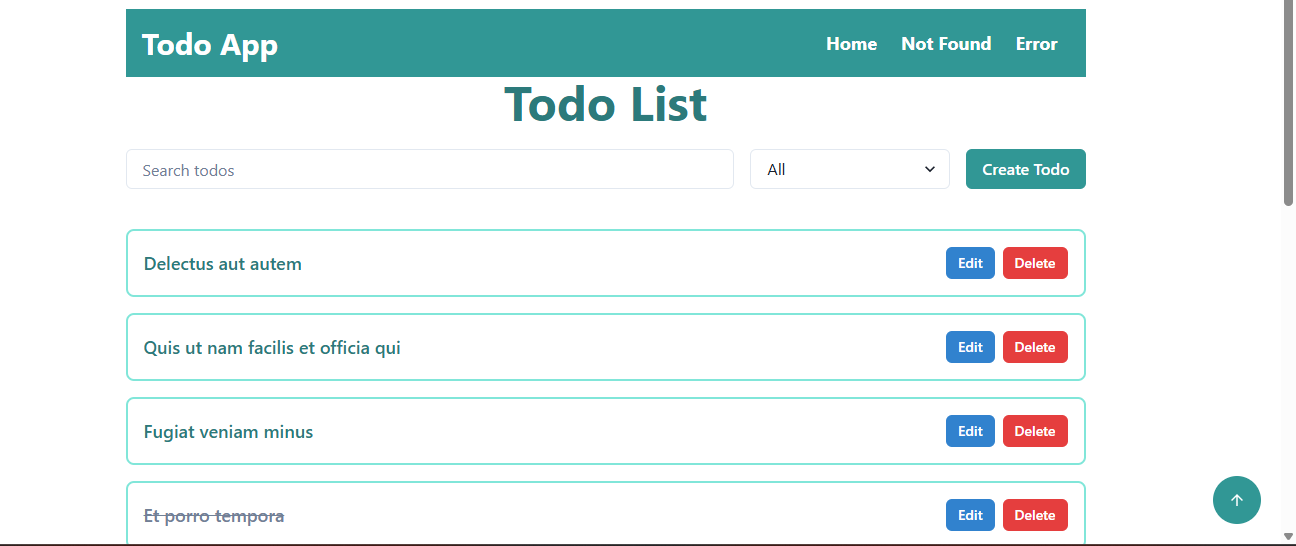 Todo App Home Not Found Error
Todo List
Search todos All Create Todo
Delectus aut autem Edit Delete
Quis ut nam facilis et officia qui Edit Delete
Fugiat veniam minus Edit Delete
Et porro tempora Edit Delete